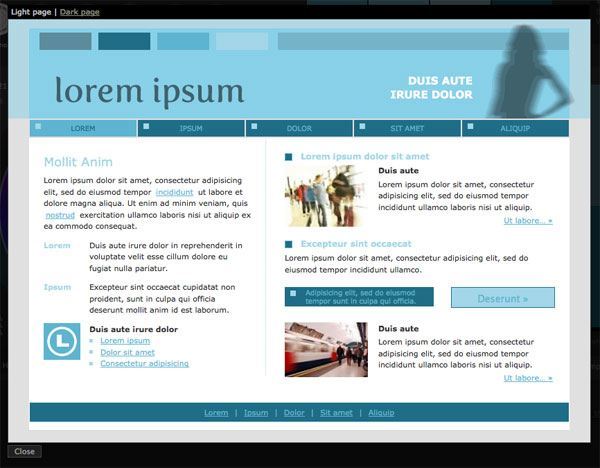 Light page | Dark page
lorem ipsum
DUIS AUTE
IRURE DOLOR
LOREM
IPSUM
DOLOR
SIT AMET
ALIQUIP
Mollit Anim
Lorem ipsum dolor sit amet, consectetur adipisicing
elit, sed do eiusmod tempor incididunt ut labore et
dolore magna aliqua. Ut enim ad minim veniam, quis
nostrud exercitation ullamco laboris nisi ut aliquip ex
ea commodo consequat.
Lorem
Duis aute irure dolor in reprehenderit in
voluptate velit esse cillum dolore eu
fugiat nulla pariatur.
Ipsum
Excepteur sint occaecat cupidatat non
proident, sunt in culpa qui officia
deserunt mollit anim id est laborum.
L
Duis aute irure dolor
Lorem ipsum
Dolor sit amet
Consectetur adipisicing
Lorem ipsum dolor sit amet
Duis aute
Lorem ipsum dolor sit amet,
consectetur adipisicing elit, sed do
eiusmod tempor ullamco laboris nisi
ut aliquip.
Ut labore... »
Excepteur sint occaecat
Lorem ipsum dolor sit amet, consectetur adipisicing elit, sed do
eiusmod tempor ullamco.
Adipisicing elit, sed do eiusmod
tempor sunt in culpa qui officia.
Deserunt »
Duis aute
Lorem ipsum dolor sit amet,
consectetur adipisicing elit, sed do
eiusmod tempor ullamco laboris nisi
ut aliquip.
Ut labore... »
Lorem | Ipsum | Dolor | Sit amet | Aliquip
Close